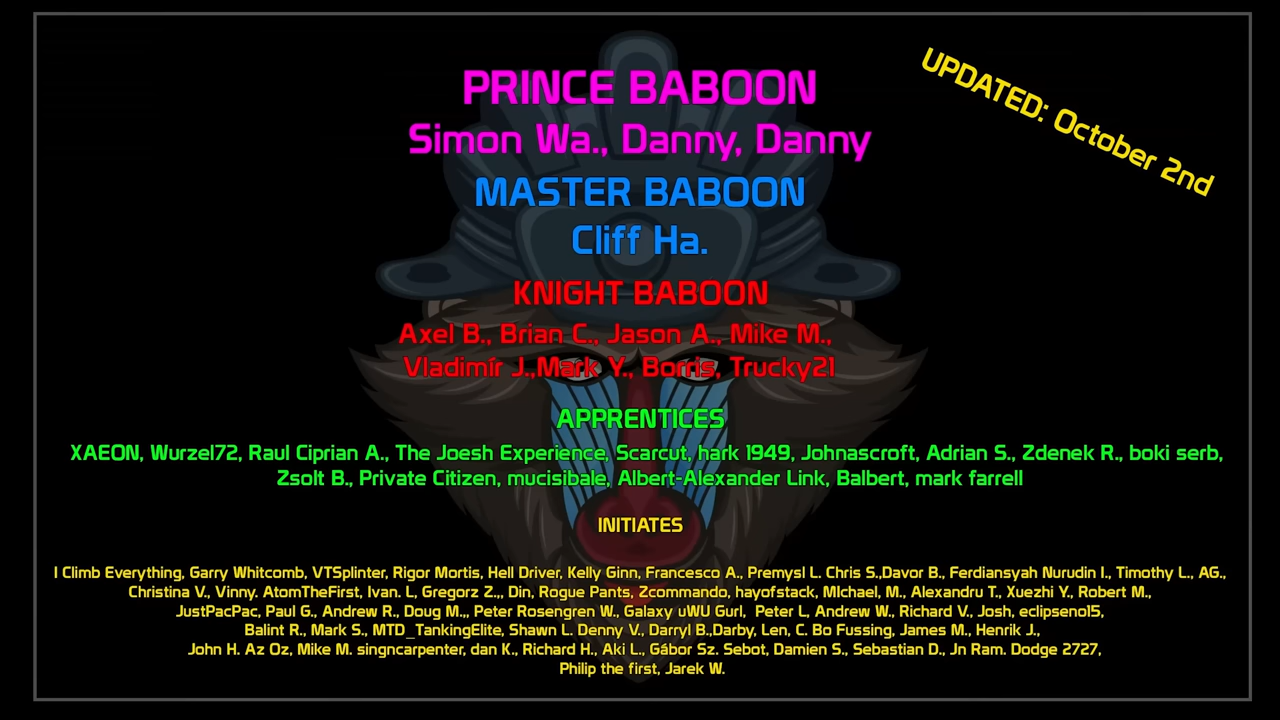 PRINCE BABOON
UPDATED: October 2nd
Simon Wa., Danny, Danny
MASTER BABOON
Cliff Ha.
KNIGHT BABOON
Axel B., Brian C., Jason A., Mike M.,
Vladimír J.,Mark Y., Borris, Trucky21
APPRENTICES
XAEON, Wurzel72, Raul Ciprian A., The Joesh Experience, Scarcut, hark 1949, Johnascroft, Adrian S., Zdenek R., boki serb,
Zsolt B., Private Citizen, mucisibale, Albert-Alexander Link, Balbert, mark farrell
INITIATES
I Climb Everything, Garry Whitcomb, VTSplinter, Rigor Mortis, Hell Driver, Kelly Ginn, Francesco A., Premysl L. Chris S.,Davor B., Ferdiansyah Nurudin I., Timothy L., AG.,
Christina V., Vinny. AtomTheFirst, Ivan. L, Gregorz Z.,, Din, Rogue Pants, Zcommando, hayofstack, MIchael, M., Alexandru T., Xuezhi Y., Robert M.,
JustPacPac, Paul G., Andrew R., Doug M.,, Peter Rosengren W., Galaxy uWU Gurl, Peter L, Andrew W., Richard V., Josh, eclipseno15,
Balint R., Mark S., MTD_TankingElite, Shawn L. Denny V., Darryl B.,Darby, Len, C. Bo Fussing, James M., Henrik J.,
John H. Az Oz, Mike M. singncarpenter, dan K., Richard H., Aki L., Gábor Sz. Sebot, Damien S., Sebastian D., Jn Ram. Dodge 2727,
Philip the first, Jarek W.